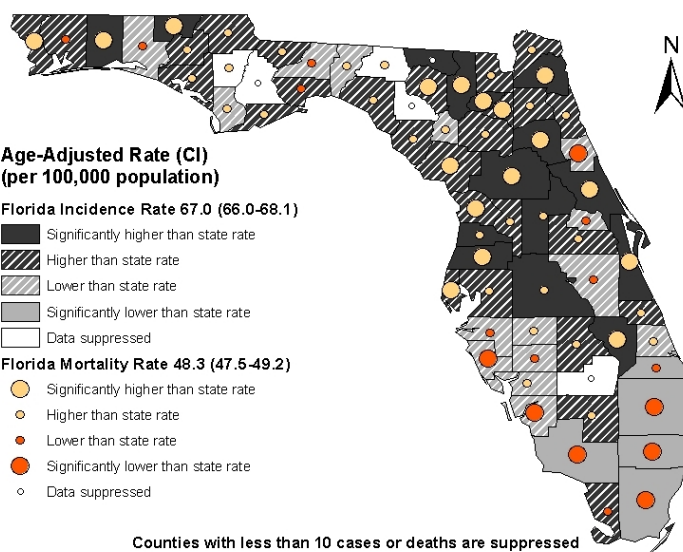 N
Age-Adjusted Rate (CI)
(per 100,000 population)
Florida Incidence Rate 67.0 (66.0-68.1)
Significantly higher than state rate
Higher than state rate
Lower than state rate
Significantly lower than state rate
Data suppressed
Florida Mortality Rate 48.3 (47.5-49.2)
Significantly higher than state rate
Higher than state rate
Lower than state rate
Significantly lower than state rate
Data suppressed
Counties with less than 10 cases or deaths are suppressed